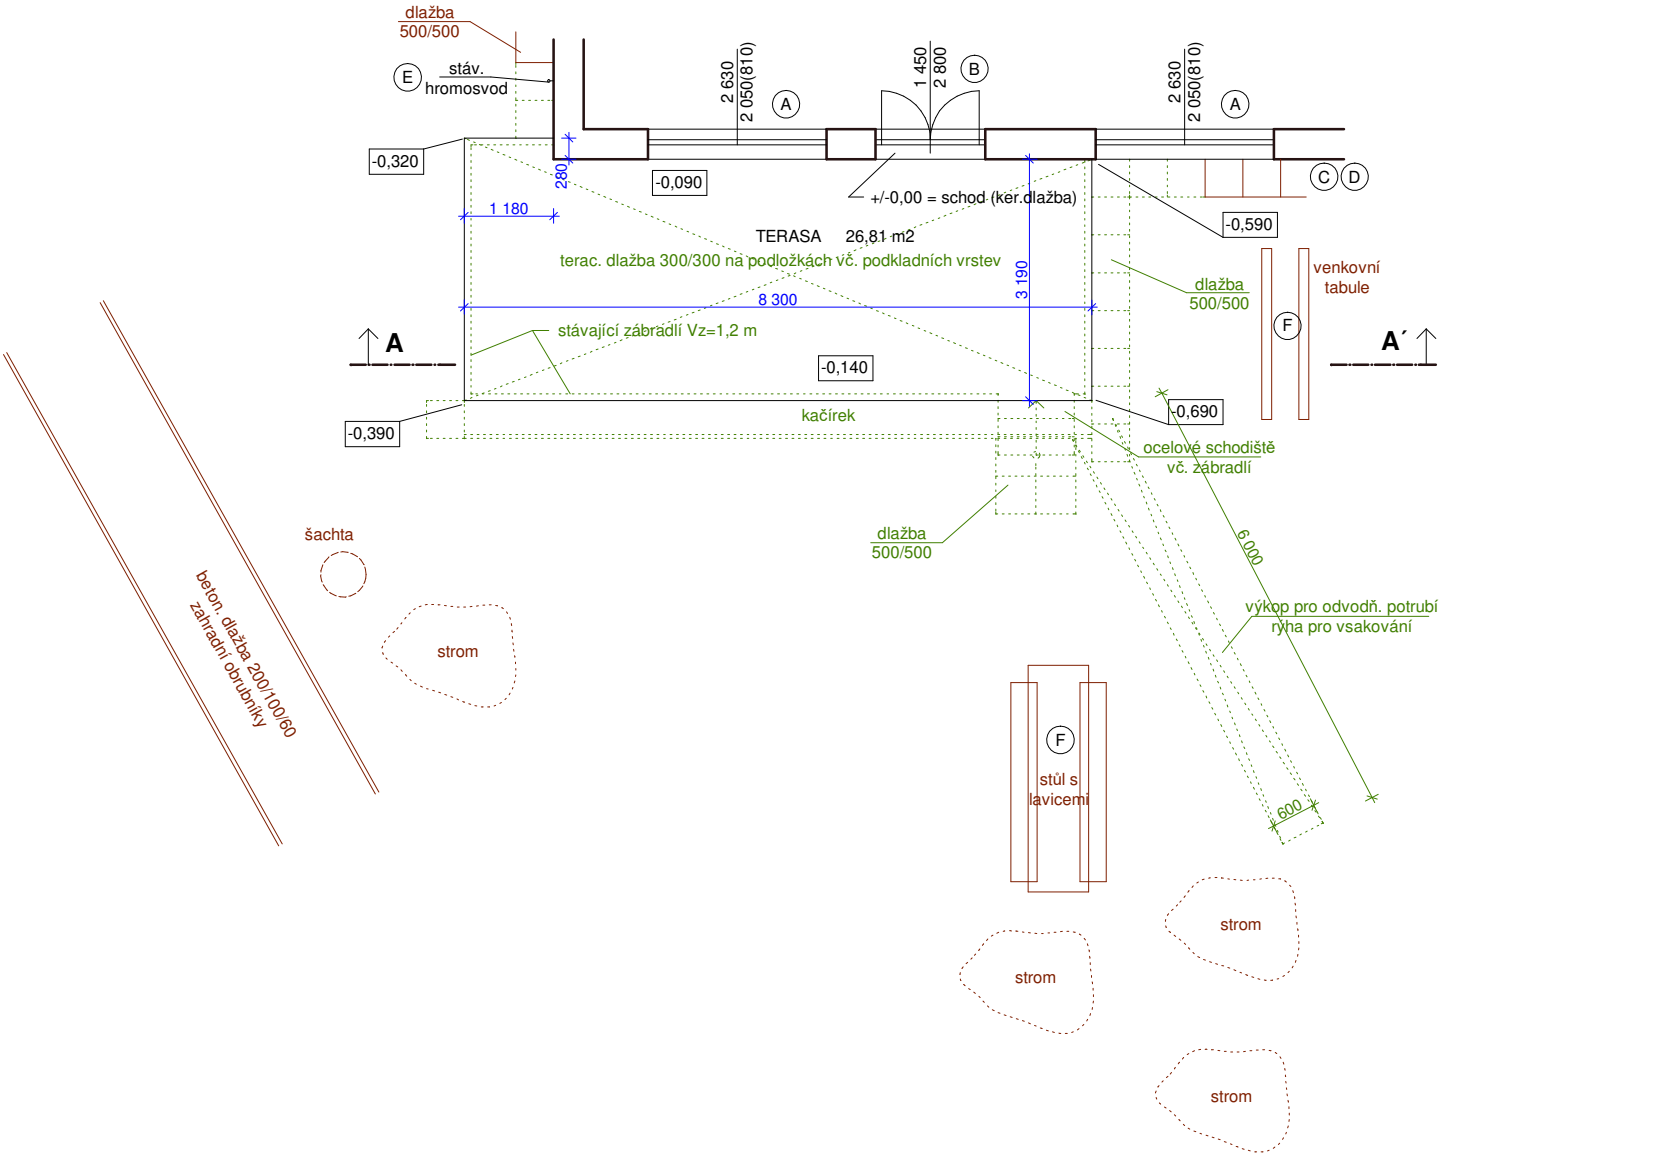 dlažba
500/500
E
stáv.
hromosvod
2 630
2 050(810)
A
1 450
2 800
B
2 630
2 050(810)
A
-0,320
280
-0,090
+/-0,00 = schod (ker.dlažba)
C
D
1 180
-0,590
TERASA 26,81 m2
terac. dlažba 300/300 na podložkách vč. podkladních vrstev
3 190
8 300
dlažba
500/500
venkovní
tabule
F
stávající zábradlí Vz=1,2 m
A
A´
-0,140
-0,390
kačírek
-0,690
ocelové schodiště
vč. zábradlí
dlažba
500/500
6 000
šachta
beton. dlažba 200/100/60
zahradní obrubníky
strom
výkop pro odvodň. potrubí
rýha pro vsakování
F
stůl s
lavicemi
600
strom
strom
strom